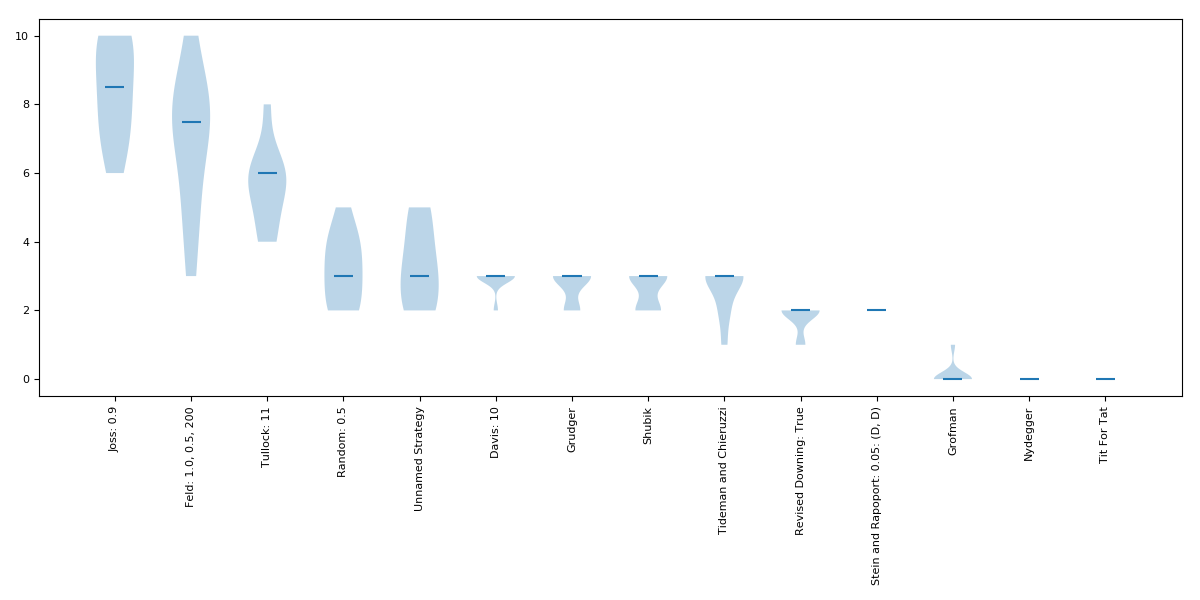 10
8
6
4
2
0
Joss: 0.9
Feld: 1.0, 0.5, 200
Tullock: 11
Random: 0.5
Unnamed Strategy
Davis: 10
Grudger
Shubik
Tideman and Chieruzzi
Revised Downing: True
Stein and Rapoport: 0.05: (D, D)
Grofman
Nydegger
Tit For Tat